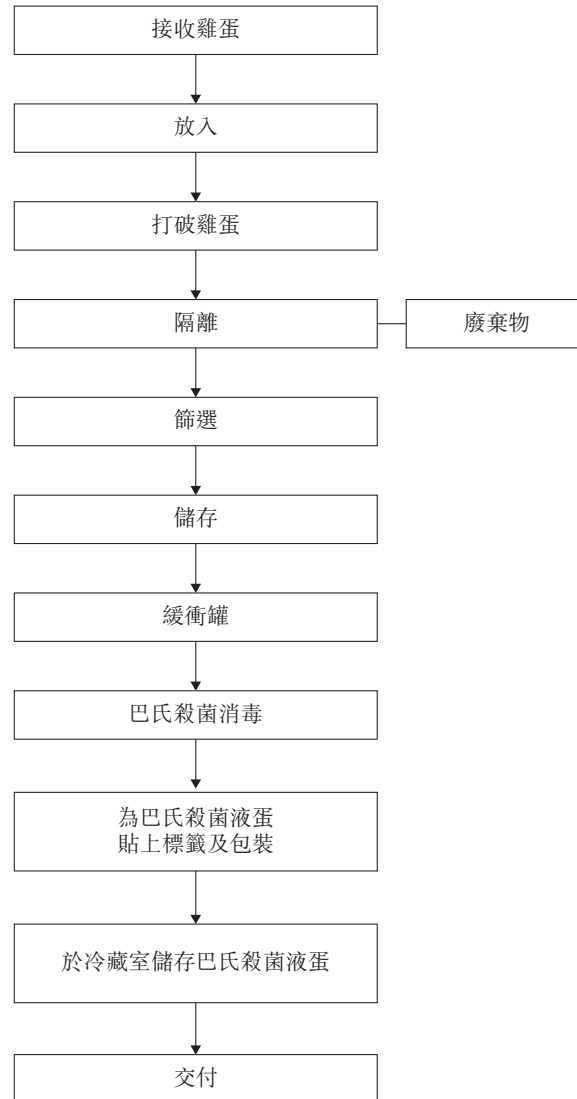 接收雞蛋
放入
打破雞蛋
隔離
廢棄物
篩選
儲存
緩衝罐
巴氏殺菌消毒
為巴氏殺菌液蛋
貼上標籤及包裝
於冷藏室儲存巴氏殺菌液蛋
交付